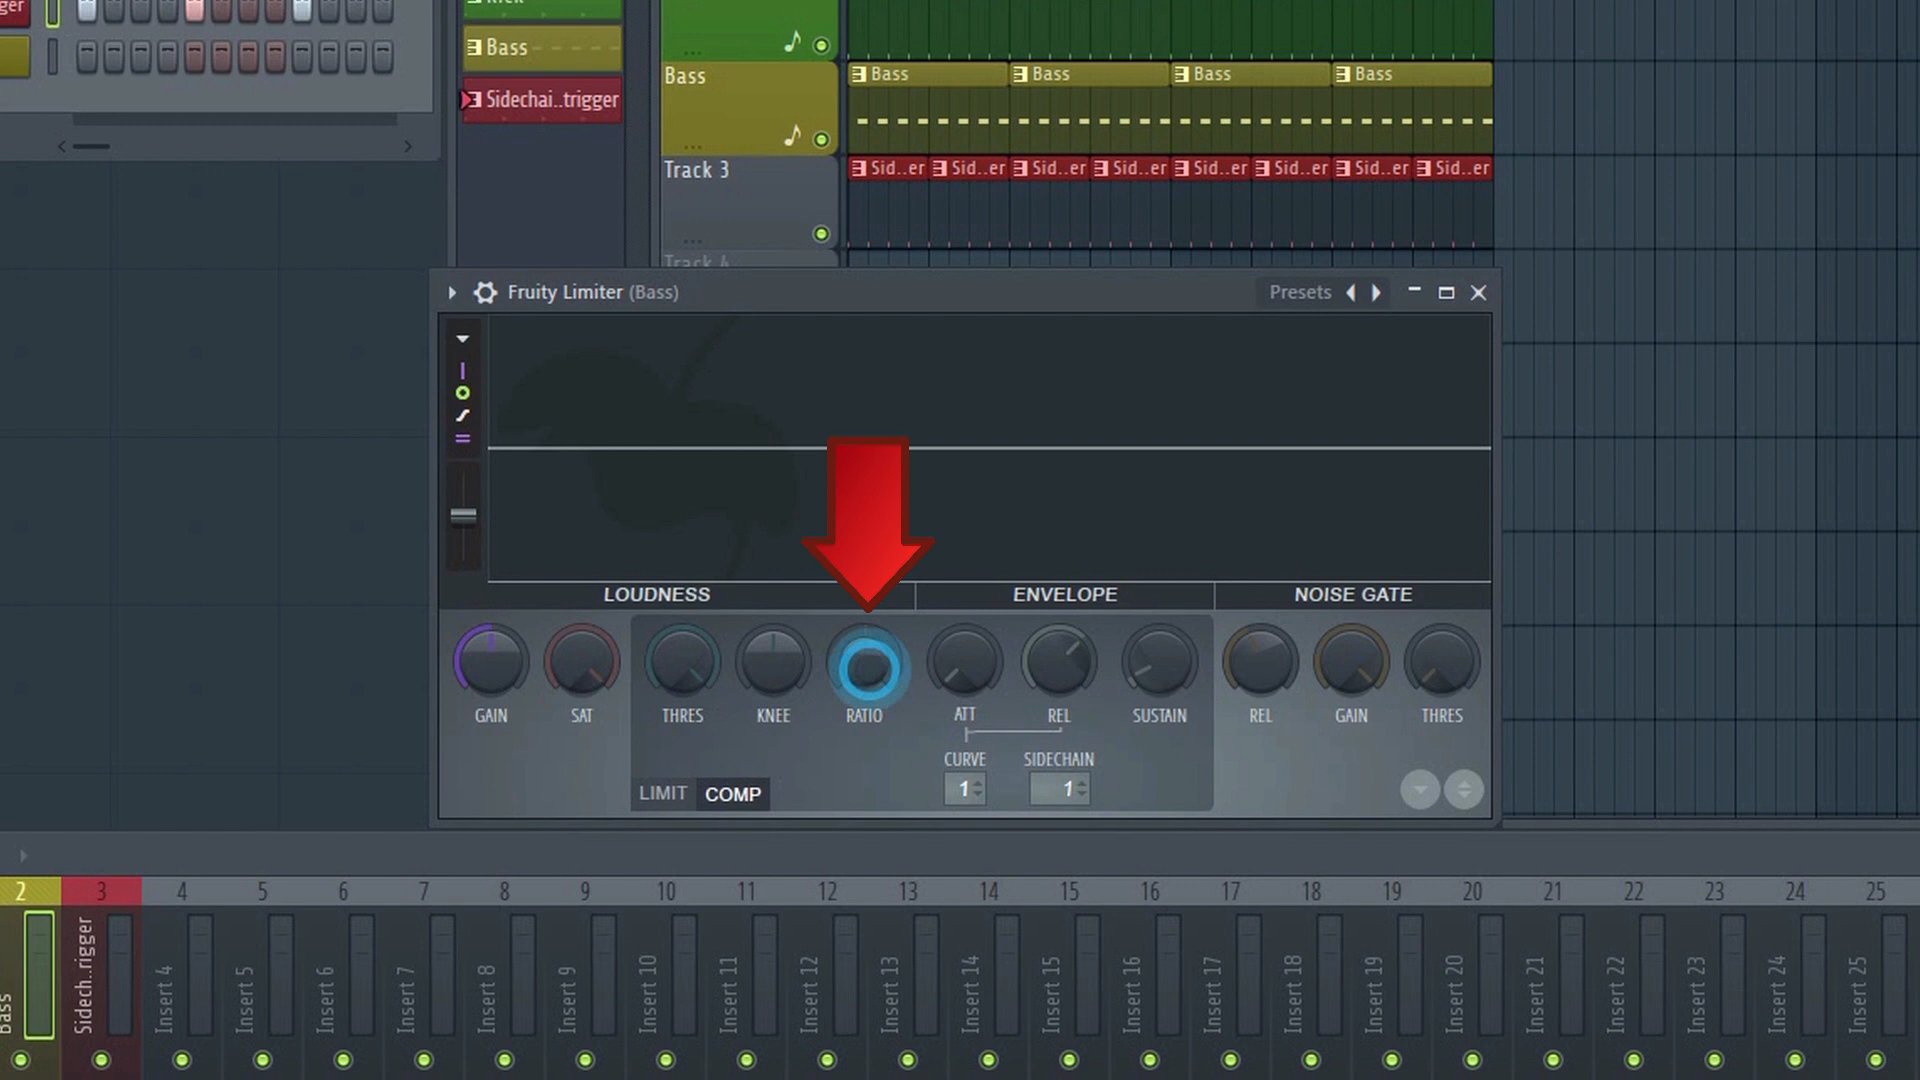 gger
Kick
Bass
Sidechai..trigger
Bass
Bass
Bass
Bass
Bass
Track 3
Sid..er
Sid..er
Sid..er
Sid..er
Sid..er
Sid..er
Sid..er
Sid..er
Track 4
Fruity Limiter (Bass)
Presets
LOUDNESS
ENVELOPE
NOISE GATE
GAIN
SAT
THRES
KNEE
RATIO
ATT
REL
SUSTAIN
REL
GAIN
THRES
CURVE
SIDECHAIN
1
1
LIMIT
COMP
2
3
4
5
6
7
8
9
10
11
12
13
14
15
16
17
18
19
20
21
22
23
24
25
Bass
Sidech..rigger
Insert 4
Insert 5
Insert 6
Insert 7
Insert 8
Insert 9
Insert 10
Insert 11
Insert 12
Insert 13
Insert 14
Insert 15
Insert 16
Insert 17
Insert 18
Insert 19
Insert 20
Insert 21
Insert 22
Insert 23
Insert 24
Insert 25